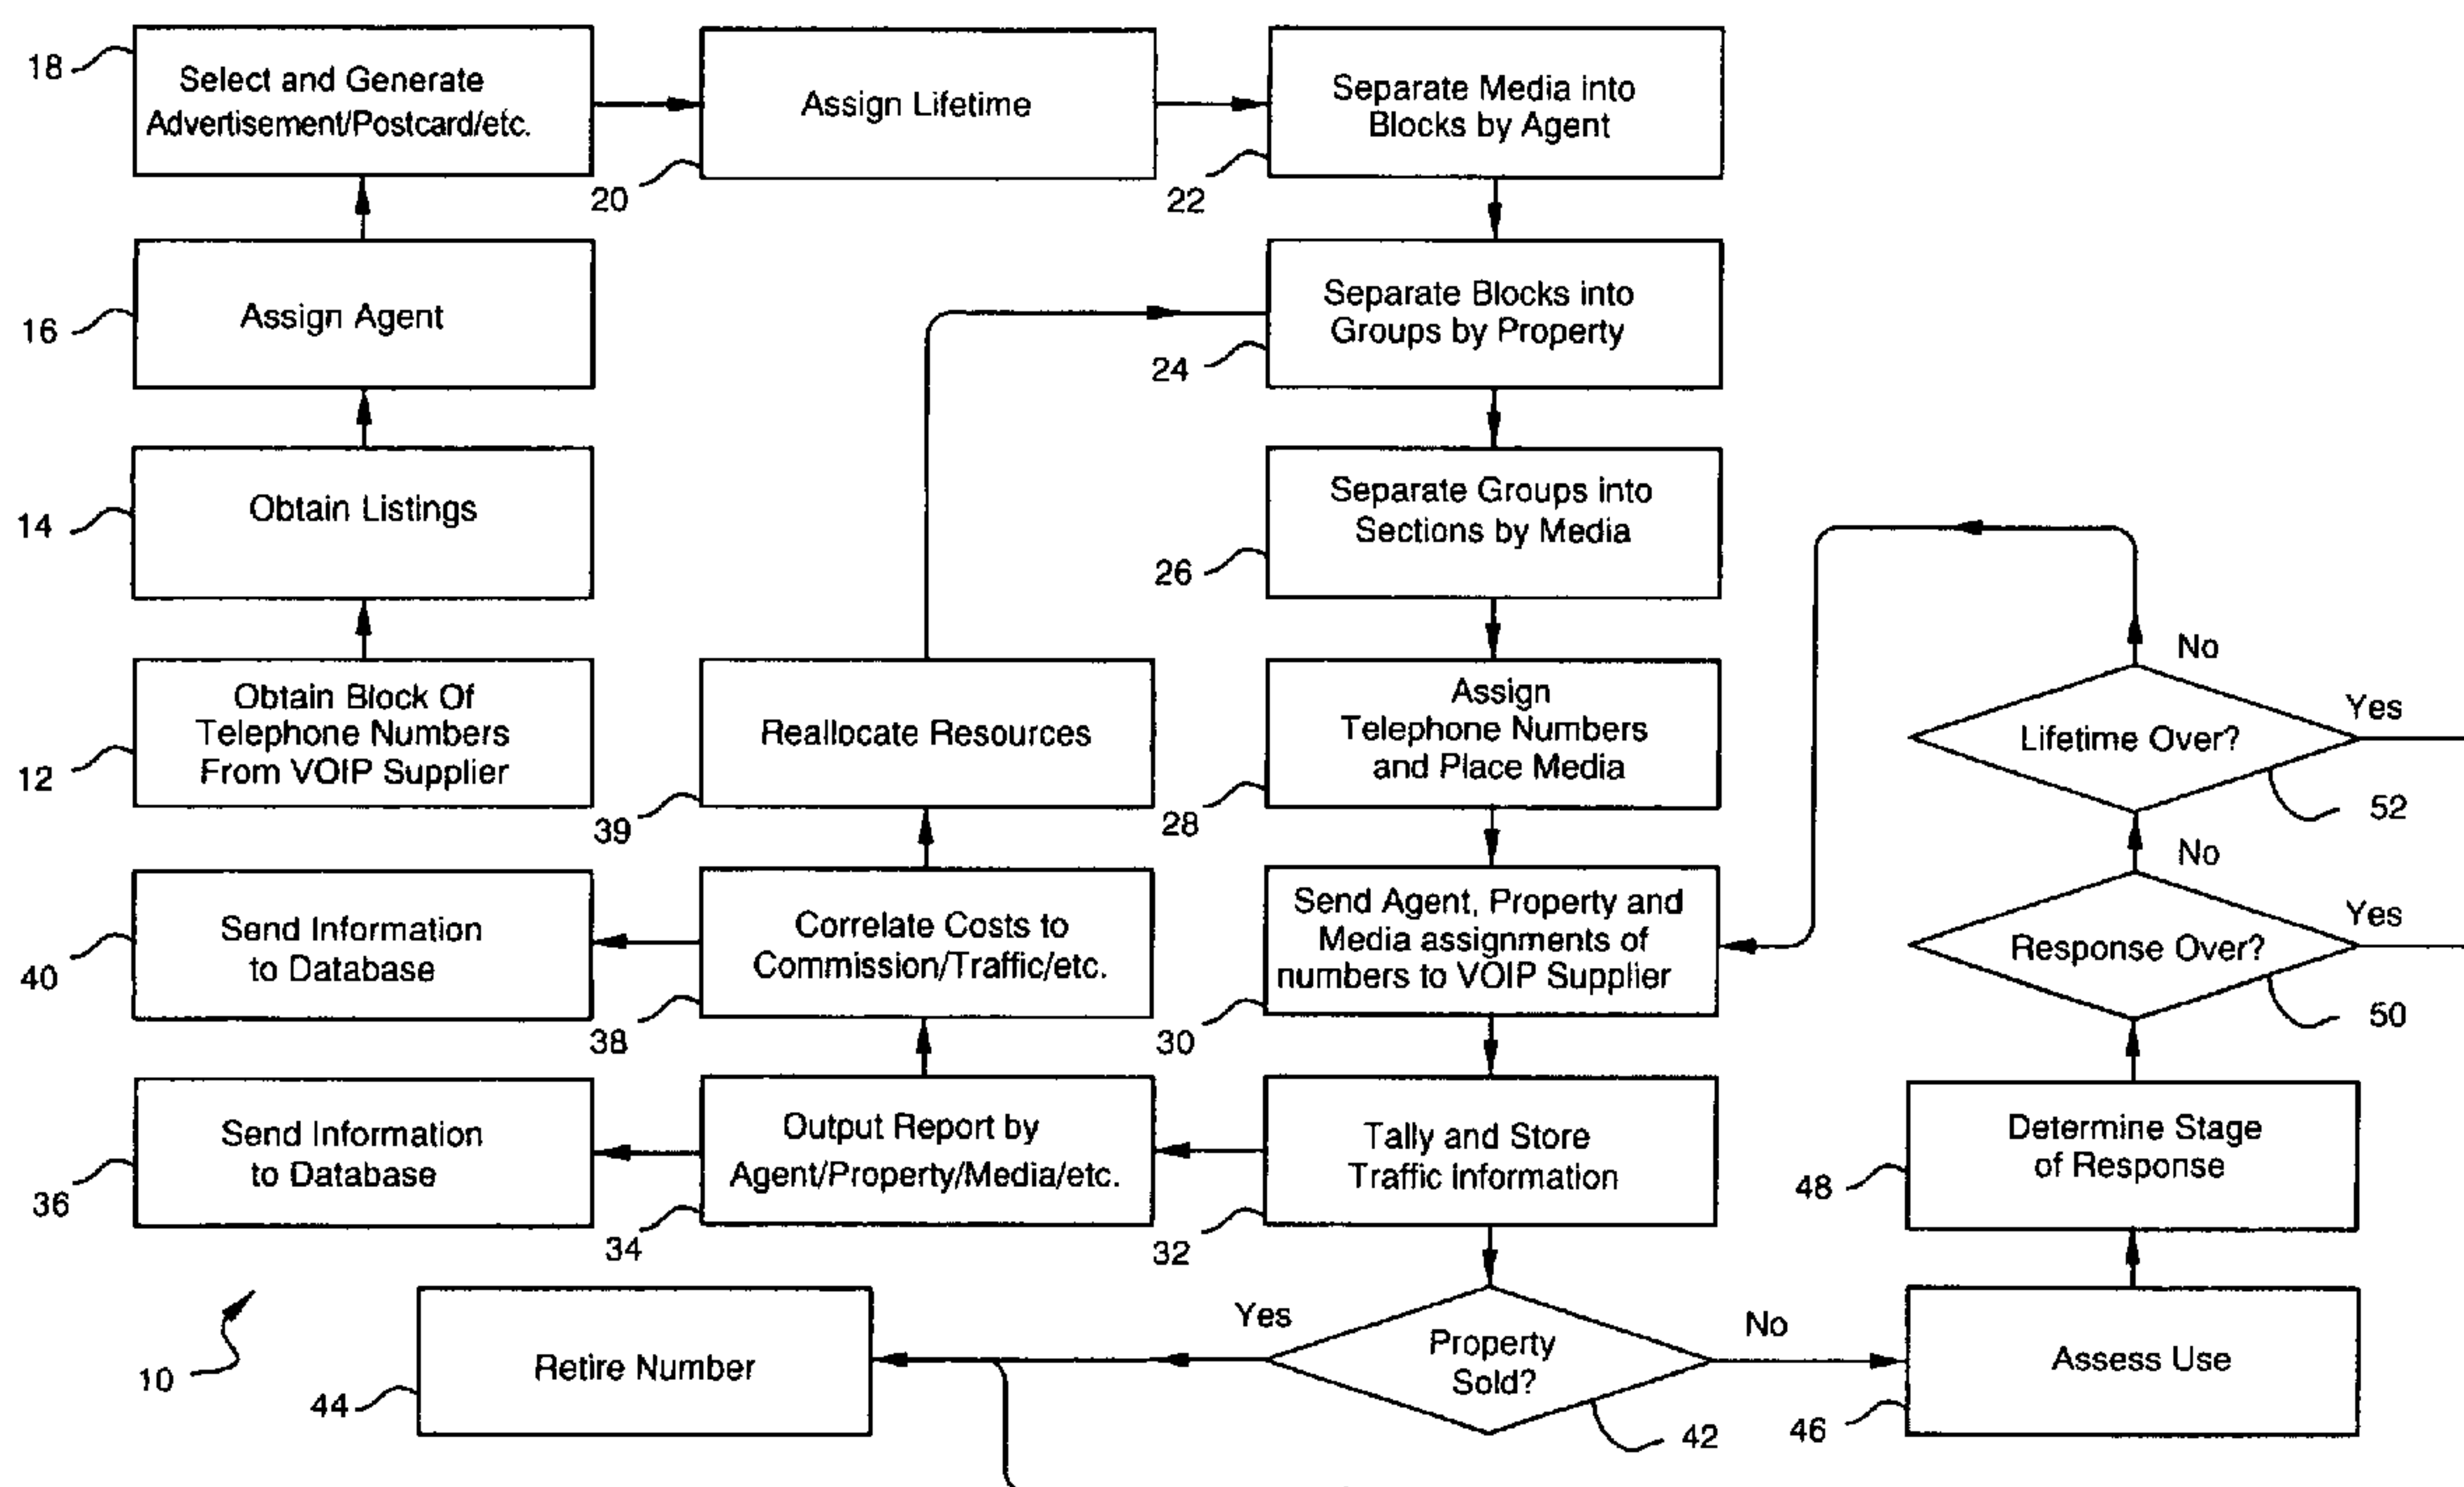 18
Select and Generate
Advertisement/Postcard/etc.
Assign Lifetime
20
Separate Media into
Blocks by Agent
22
Assign Agent
16
Separate Blocks into
Groups by Property
24
Obtain Listings
14
Separate Groups into
Sections by Media
26
Obtain Block Of
Telephone Numbers
From VOIP Supplier
12
Reallocate Resources
39
Assign
Telephone Numbers
and Place Media
28
No
Yes
Lifetime Over?
52
Send Information
to Database
40
Correlate Costs to
Commission/Traffic/etc.
38
Send Agent, Property and
Media assignments of
numbers to VOIP Supplier
30
No
Yes
Response Over?
50
Send Information
to Database
36
Output Report by
Agent/Property/Media/etc.
34
Tally and Store
Traffic Information
32
Determine Stage
of Response
48
10
Retire Number
44
Yes
Property
Sold?
42
No
Assess Use
46